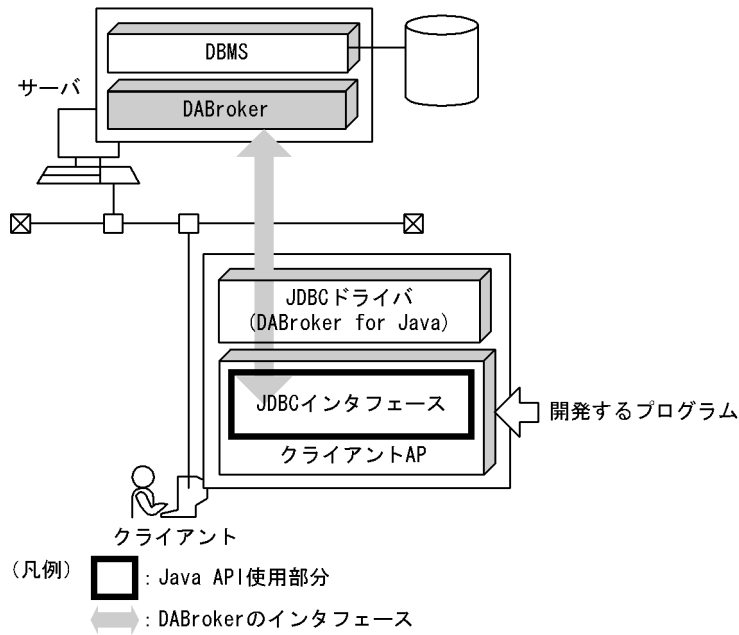 DBMS
サーバ
DABroker
JDBCドライバ
(DABroker for Java)
JDBCインタフェース
開発するプログラム
クライアントAP
クライアント
(凡例)
: Java API使用部分
: DABrokerのインタフェース